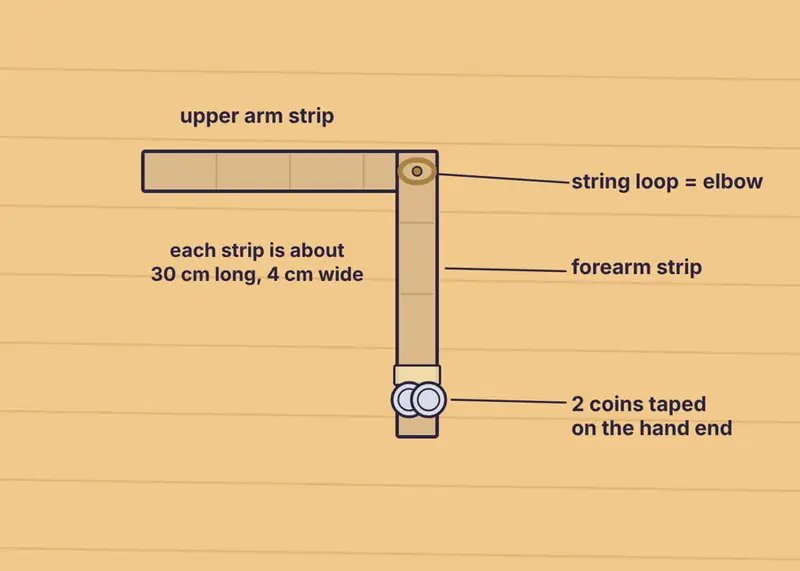 upper arm strip
string loop = elbow
each strip is about
30 cm long, 4 cm wide
forearm strip
2 coins taped
on the hand end